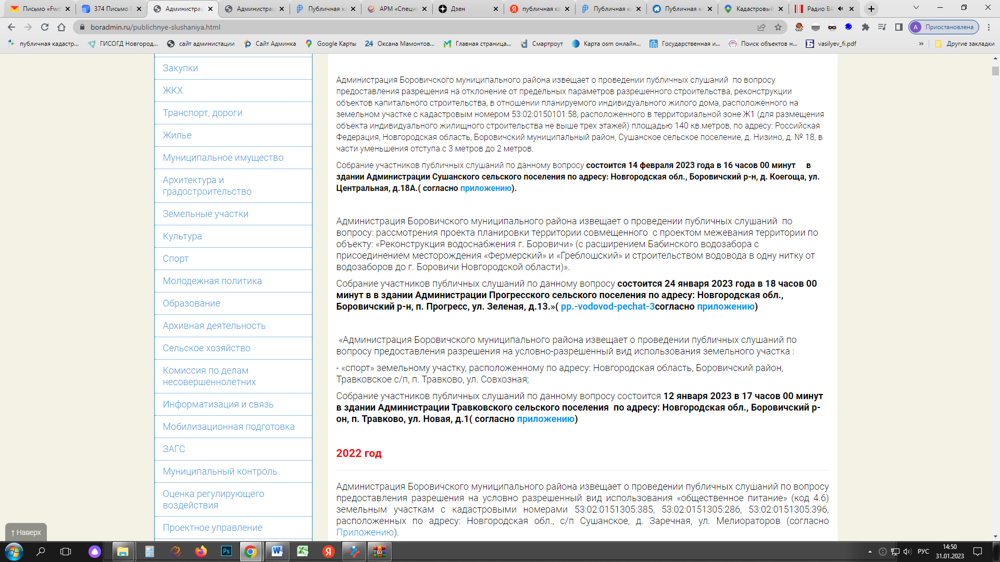 Письмо «Fwd
374 Письмо Г
Администрац
Администрац
Публичная ка
АРМ «Специа
Дзен
публичная ка
Публичная ка
Публичная ка
Кадастровый
Радио ВА
boradmin.ru/publichnye-slushaniya.html
А Приостановлена
публичная кадастр...
ГИСОГД Новгород...
сайт администации
Сайт Админка
Google Карты
24 Оксана Мамонтов...
Главная страница...
Смартроут
Карта osm онлайн...
Государственная и...
Поиск объектов н...
vasilyev_fi.pdf
»
Другие закладки
Закупки
ЖКХ
Транспорт, дороги
Жилье
Муниципальное имущество
Архитектура и
градостроительство
Земельные участки
Культура
Спорт
Молодежная политика
Образование
Архивная деятельность
Сельское хозяйство
Комиссия по делам
несовершеннолетних
Информатизация и связь
Мобилизационная подготовка
ЗАГС
Муниципальный контроль
Оценка регулирующего
воздействия
Проектное управление
↑ Наверх
Администрация Боровичского муниципального района извещает о проведении публичных слушаний  по вопросу
предоставления разрешения на отклонение от предельных параметров разрешенного строительства, реконструкции
объектов капитального строительства, в отношении планируемого индивидуального жилого дома, расположенного на
земельном участке с кадастровым номером 53:02:0150101:58, расположенного в территориальной зоне Ж1 (для размещения
объекта индивидуального жилищного строительства не выше трех этажей) площадью 140 кв.метров, по адресу: Российская
Федерация, Новгородская область, Боровичский муниципальный район, Сушанское сельское поселение, д. Низино, д. № 18, в
части уменьшения отступа с 3 метров до 2 метров.
Собрание участников публичных слушаний по данному вопросу состоится 14 февраля 2023 года в 16 часов 00 минут     в
здании Администрации Сушанского сельского поселения по адресу: Новгородская обл., Боровичский р-н, д. Коегоща, ул.
Центральная, д.18А.( согласно приложению).
Администрация Боровичского муниципального района извещает о проведении публичных слушаний  по
вопросу: рассмотрения проекта планировки территории совмещенного  с проектом межевания территории по
объекту: «Реконструкция водоснабжения г. Боровичи» (с расширением Бабинского водозабора с
присоединением месторождения «Фермерский» и «Греблошский» и строительством водовода в одну нитку от
водозаборов до г. Боровичи Новгородской области)».
Собрание участников публичных слушаний по данному вопросу состоится 24 января 2023 года в 18 часов 00
минут в в здании Администрации Прогресского сельского поселения по адресу: Новгородская обл.,
Боровичский р-н, п. Прогресс, ул. Зеленая, д.13.»( pp.-vodovod-pechat-3согласно приложению)
«Администрация Боровичского муниципального района извещает о проведении публичных слушаний по
вопросу предоставления разрешения на условно-разрешенный вид использования земельного участка :
- «спорт» земельному участку, расположенному по адресу: Новгородская область, Боровичский район,
Травковское с/п, п. Травково, ул. Совхозная;
Собрание участников публичных слушаний по данному вопросу состоится 12 января 2023 в 17 часов 00 минут
в здании Администрации Травковского сельского поселения  по адресу: Новгородская обл., Боровичский р-
он, п. Травково, ул. Новая, д.1( согласно приложению)
2022 год
Администрация Боровичского муниципального района извещает о проведении публичных слушаний по вопросу
предоставления разрешения на условно разрешенный вид использования «общественное питание» (код 4.6)
земельным участкам с кадастровыми номерами 53:02:0151305:385, 53:02:0151305:286, 53:02:0151305:396,
расположенных по адресу: Новгородская обл., с/п Сушанское, д. Заречная, ул. Мелиораторов (согласно
Приложению).
РУС
14:50
31.01.2023